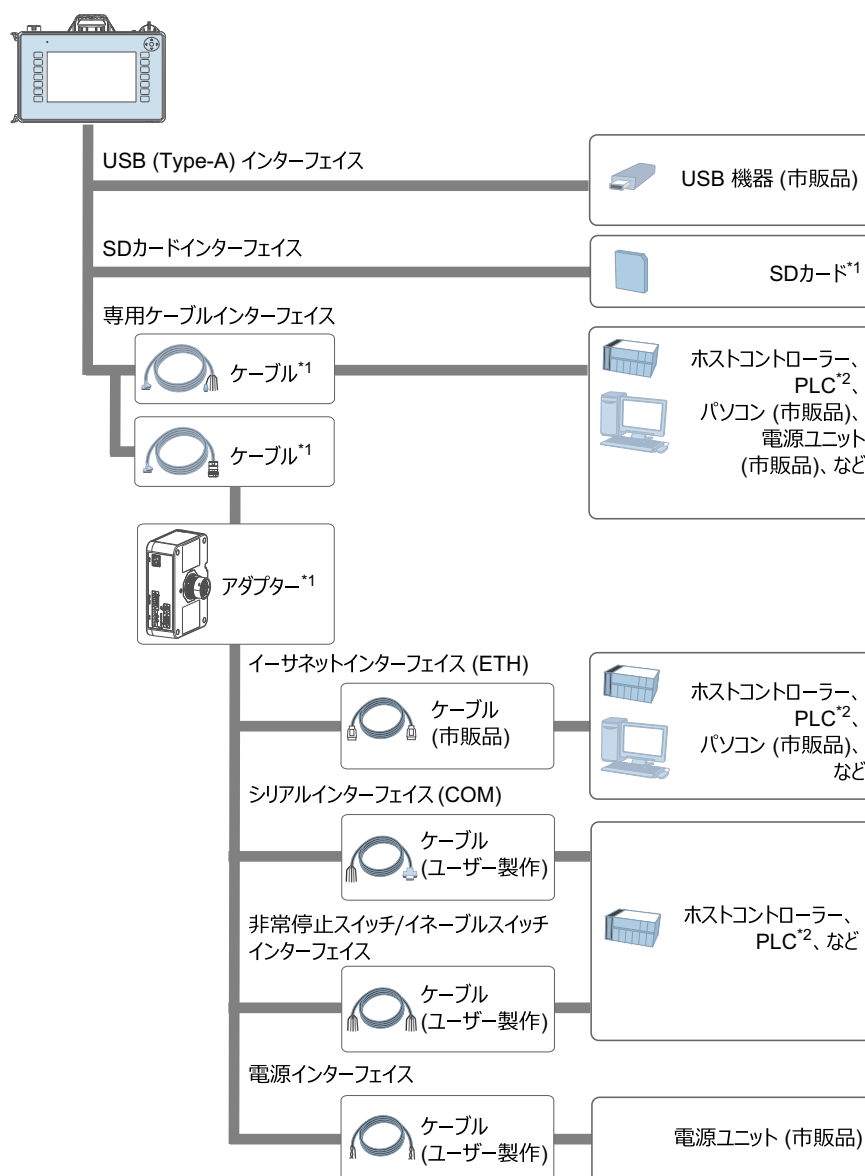 USB (Type-A) インターフェイス
USB 機器 (市販品)
SDカードインターフェイス
SDカード*1
専用ケーブルインターフェイス
ケーブル*1
ホストコントローラー、
PLC*2、
パソコン (市販品)、
電源ユニット
(市販品)、など
ケーブル*1
アダプター*1
イーサネットインターフェイス (ETH)
ケーブル
(市販品)
ホストコントローラー、
PLC*2、
パソコン (市販品)、
など
シリアルインターフェイス (COM)
ケーブル
(ユーザー製作)
ホストコントローラー、
PLC*2、など
非常停止スイッチ/イネーブルスイッチ
インターフェイス
ケーブル
(ユーザー製作)
電源インターフェイス
ケーブル
(ユーザー製作)
電源ユニット (市販品)